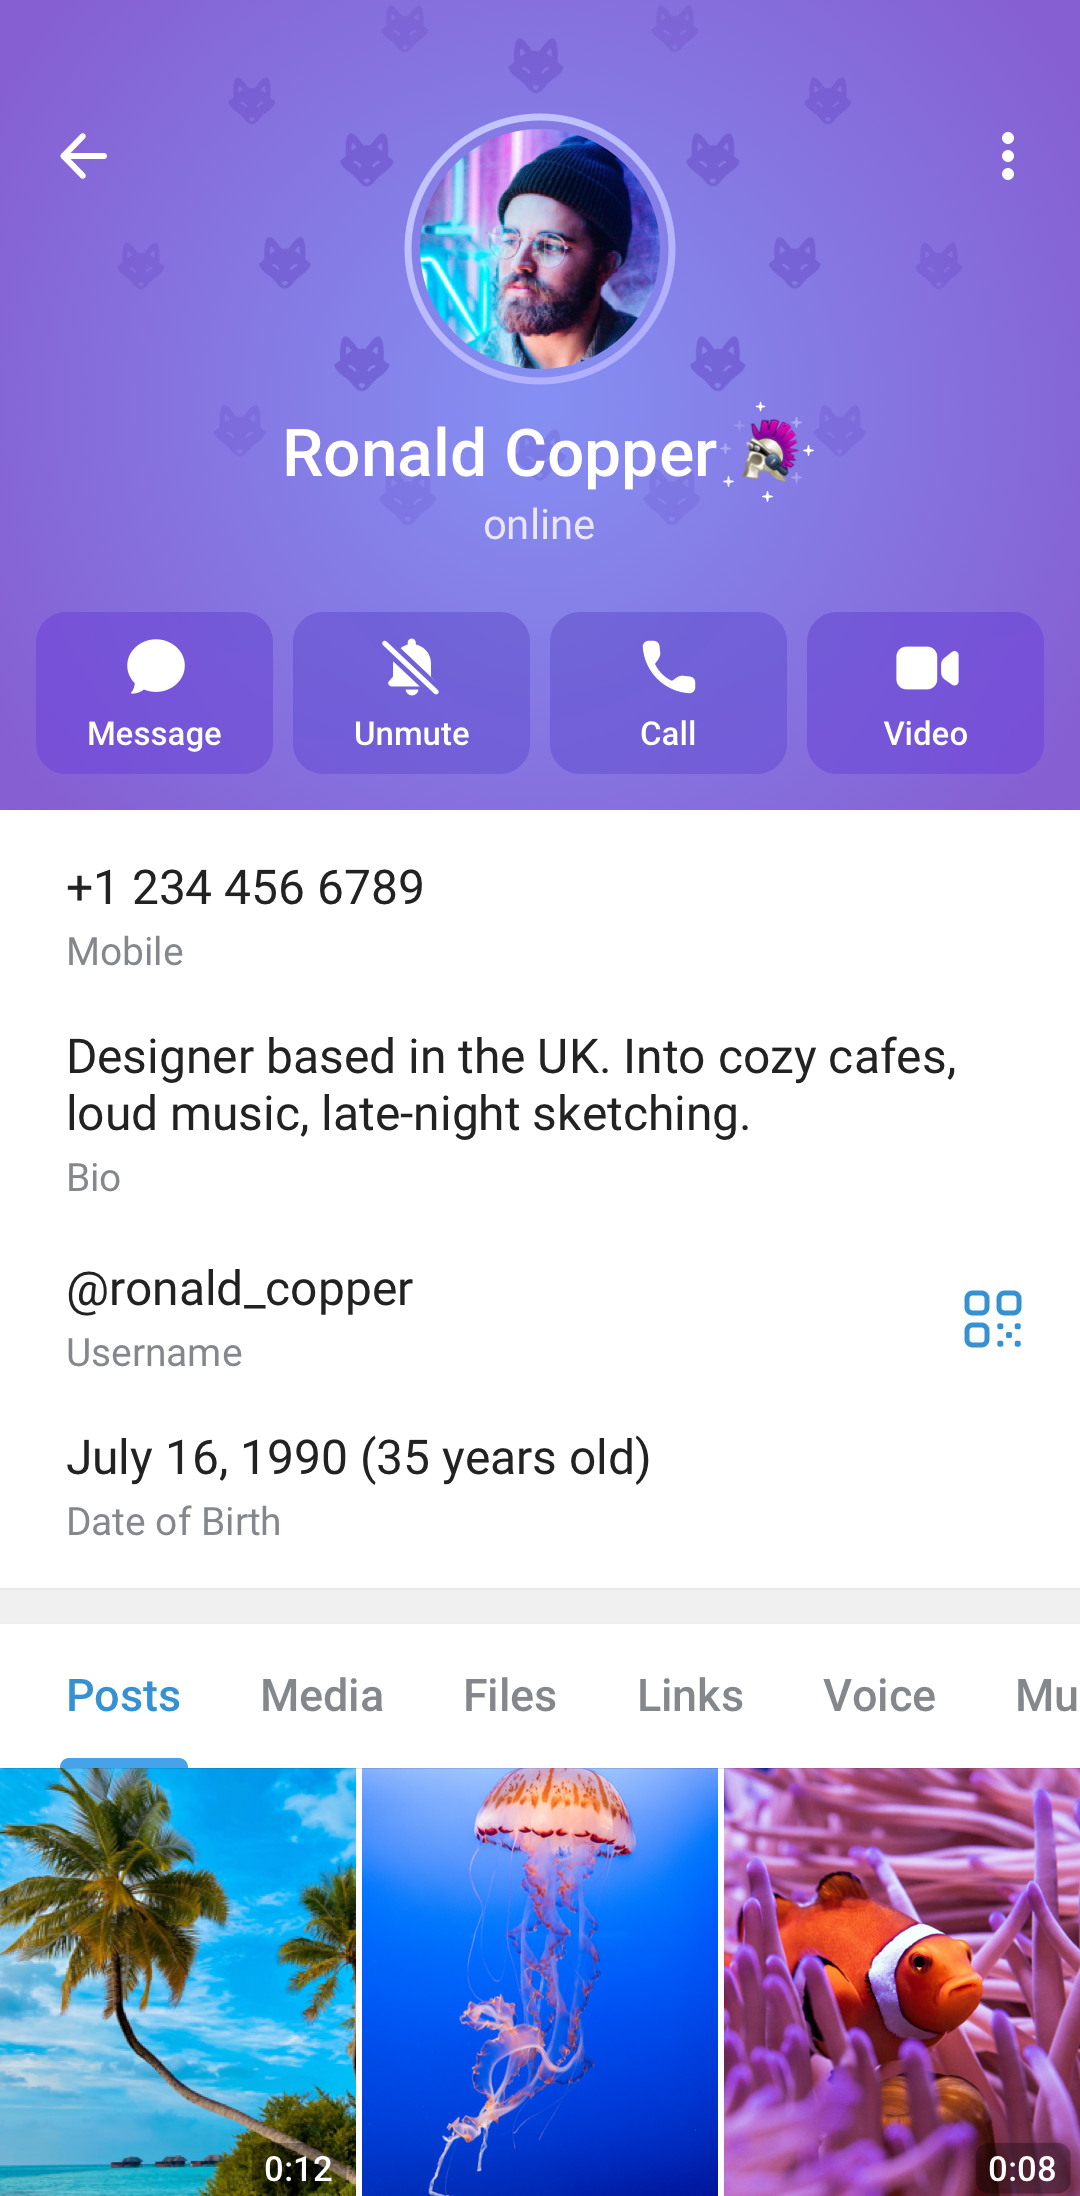 Ronald Copper
online
Message
Unmute
Call
Video
+1 234 456 6789
Mobile
Designer based in the UK. Into cozy cafes,
loud music, late-night sketching.
Bio
@ronald_copper
Username
July 16, 1990 (35 years old)
Date of Birth
Posts
Media
Files
Links
Voice
Mu
0:12
0:08